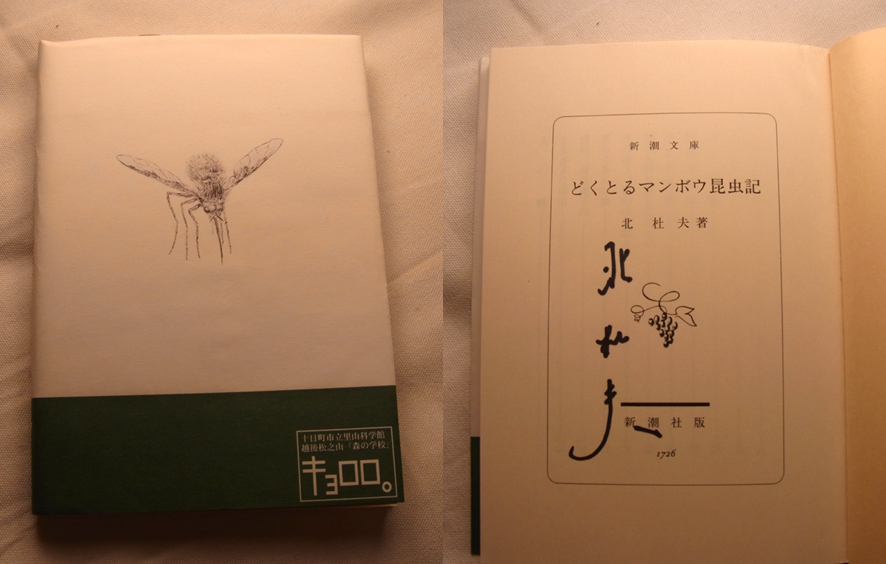 十日町市立里山科学館
越後松之山「森の学校」
キョロロ。
新潮文庫
どくとるマンボウ昆虫記
北 杜夫著
北杜夫
新潮社版
1726